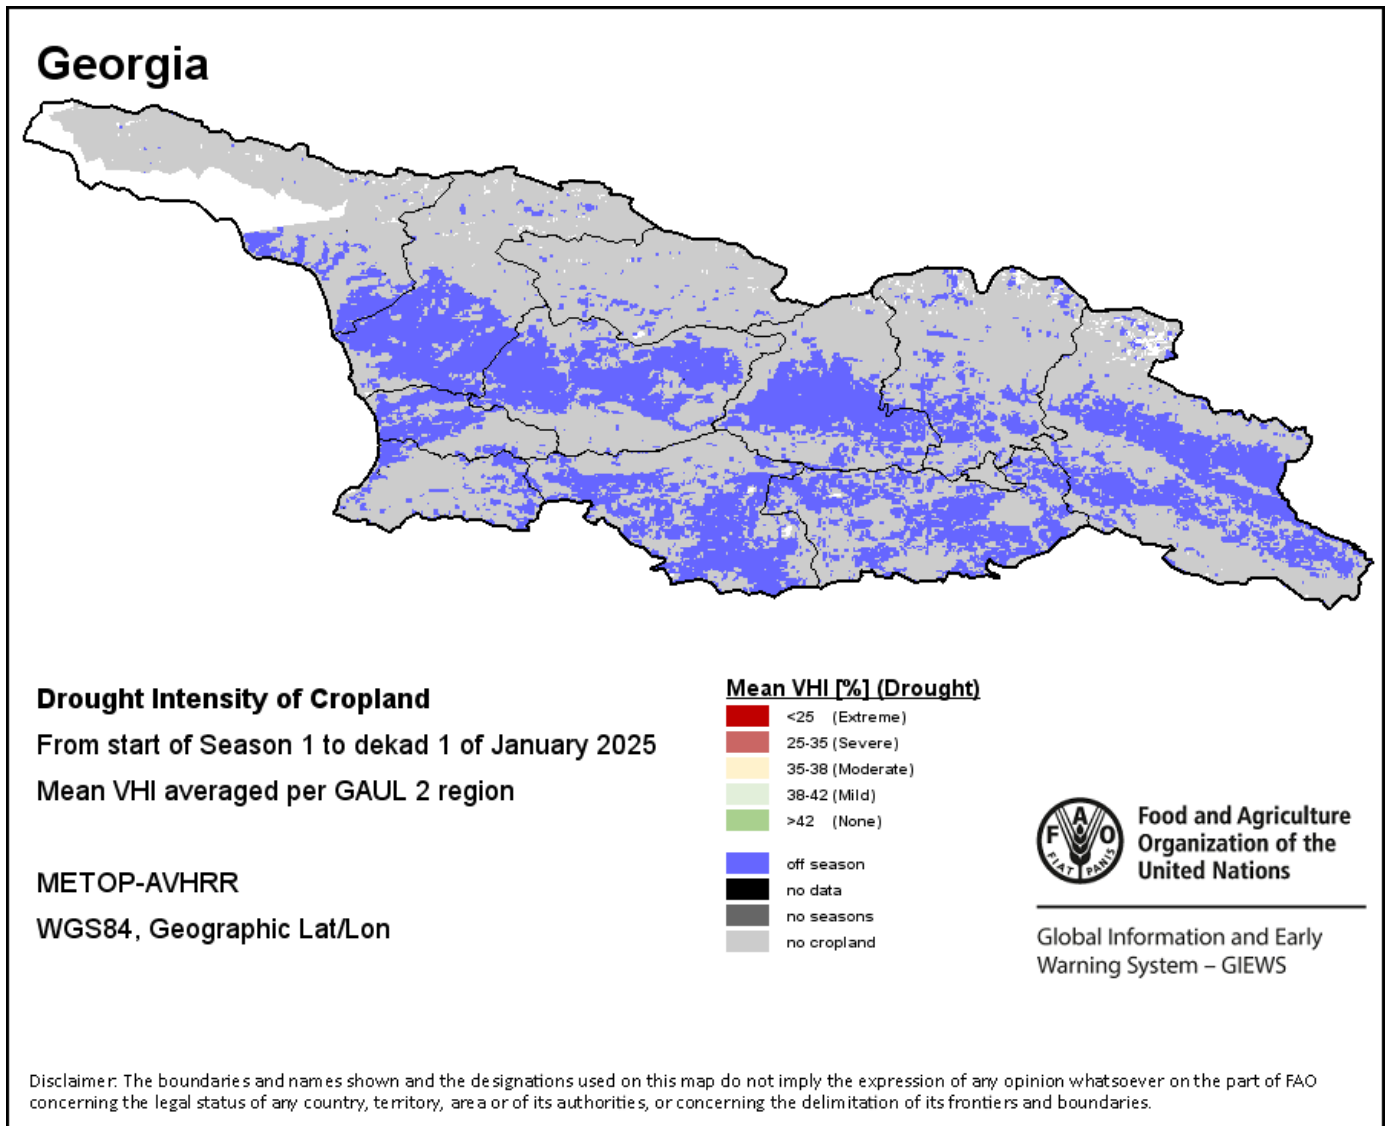 Georgia
Drought Intensity of Cropland
From start of Season 1 to dekad 1 of January 2025
Mean VHI averaged per GAUL 2 region
METOP-AVHRR
WGS84, Geographic Lat/Lon
Mean VHI [%] (Drought)
<25 (Extreme)
25-35 (Severe)
35-38 (Moderate)
38-42 (Mild)
>42 (None)
off season
no data
no seasons
no cropland
F A O
FIAT PANIS
Food and Agriculture
Organization of the
United Nations
Global Information and Early
Warning System – GIEWS
Disclaimer: The boundaries and names shown and the designations used on this map do not imply the expression of any opinion whatsoever on the part of FAO
concerning the legal status of any country, territory, area or of its authorities, or concerning the delimitation of its frontiers and boundaries.